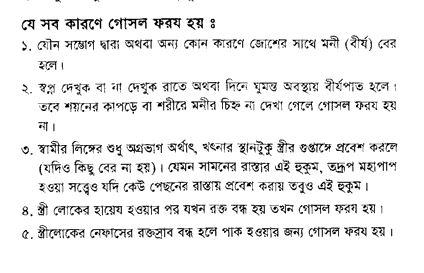 যে সব কারণে গোসল ফরয হয় ঃ
১. যৌন সম্ভোগ দ্বারা অথবা অন্য কোন কারণে জোশের সাথে মনী (বীর্য) বের
হলে।
২. স্বপ্ন দেখুক বা না দেখুক রাতে অথবা দিনে ঘুমন্ত অবস্থায় বীর্যপাত হলে।
তবে শয়নের কাপড়ে বা শরীরে মনীর চিহ্ন না দেখা গেলে গোসল ফরয হয়
না।
৩. স্বামীর লিঙ্গের শুধু অগ্রভাগ অর্থাৎ, খৎনার স্থানটুকু স্ত্রীর গুপ্তাঙ্গে প্রবেশ করলে
(যদিও কিছু বের না হয়)। যেমন সামনের রাস্তার এই হুকুম, তদ্রূপ মহাপাপ
হওয়া সত্ত্বেও যদি কেউ পেছনের রাস্তায় প্রবেশ করায় তবুও এই হুকুম।
৪. স্ত্রী লোকের হায়েয হওয়ার পর যখন রক্ত বন্ধ হয় তখন গোসল ফরয হয়।
৫. স্ত্রীলোকের নেফাসের রক্তস্রাব বন্ধ হলে পাক হওয়ার জন্য গোসল ফরয হয়।